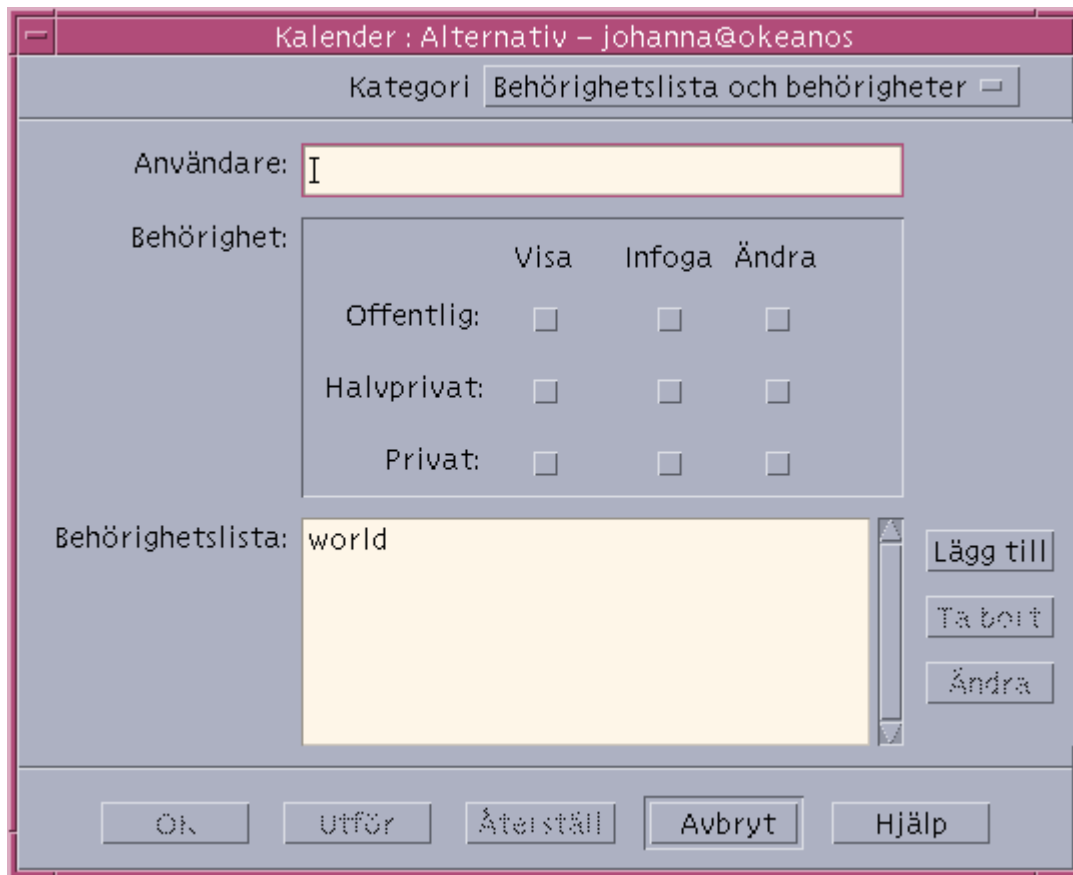 Kalender : Alternativ – johanna@okeanos
Kategori Behörighetslista och behörigheter
Användare:
Behörighet:
Visa Infoga Ändra
Offentlig:
Halvprivat:
Privat:
Behörighetslista: world
Lägg till
Ta bort
Ändra
OK Utför Återställ Avbryt Hjälp